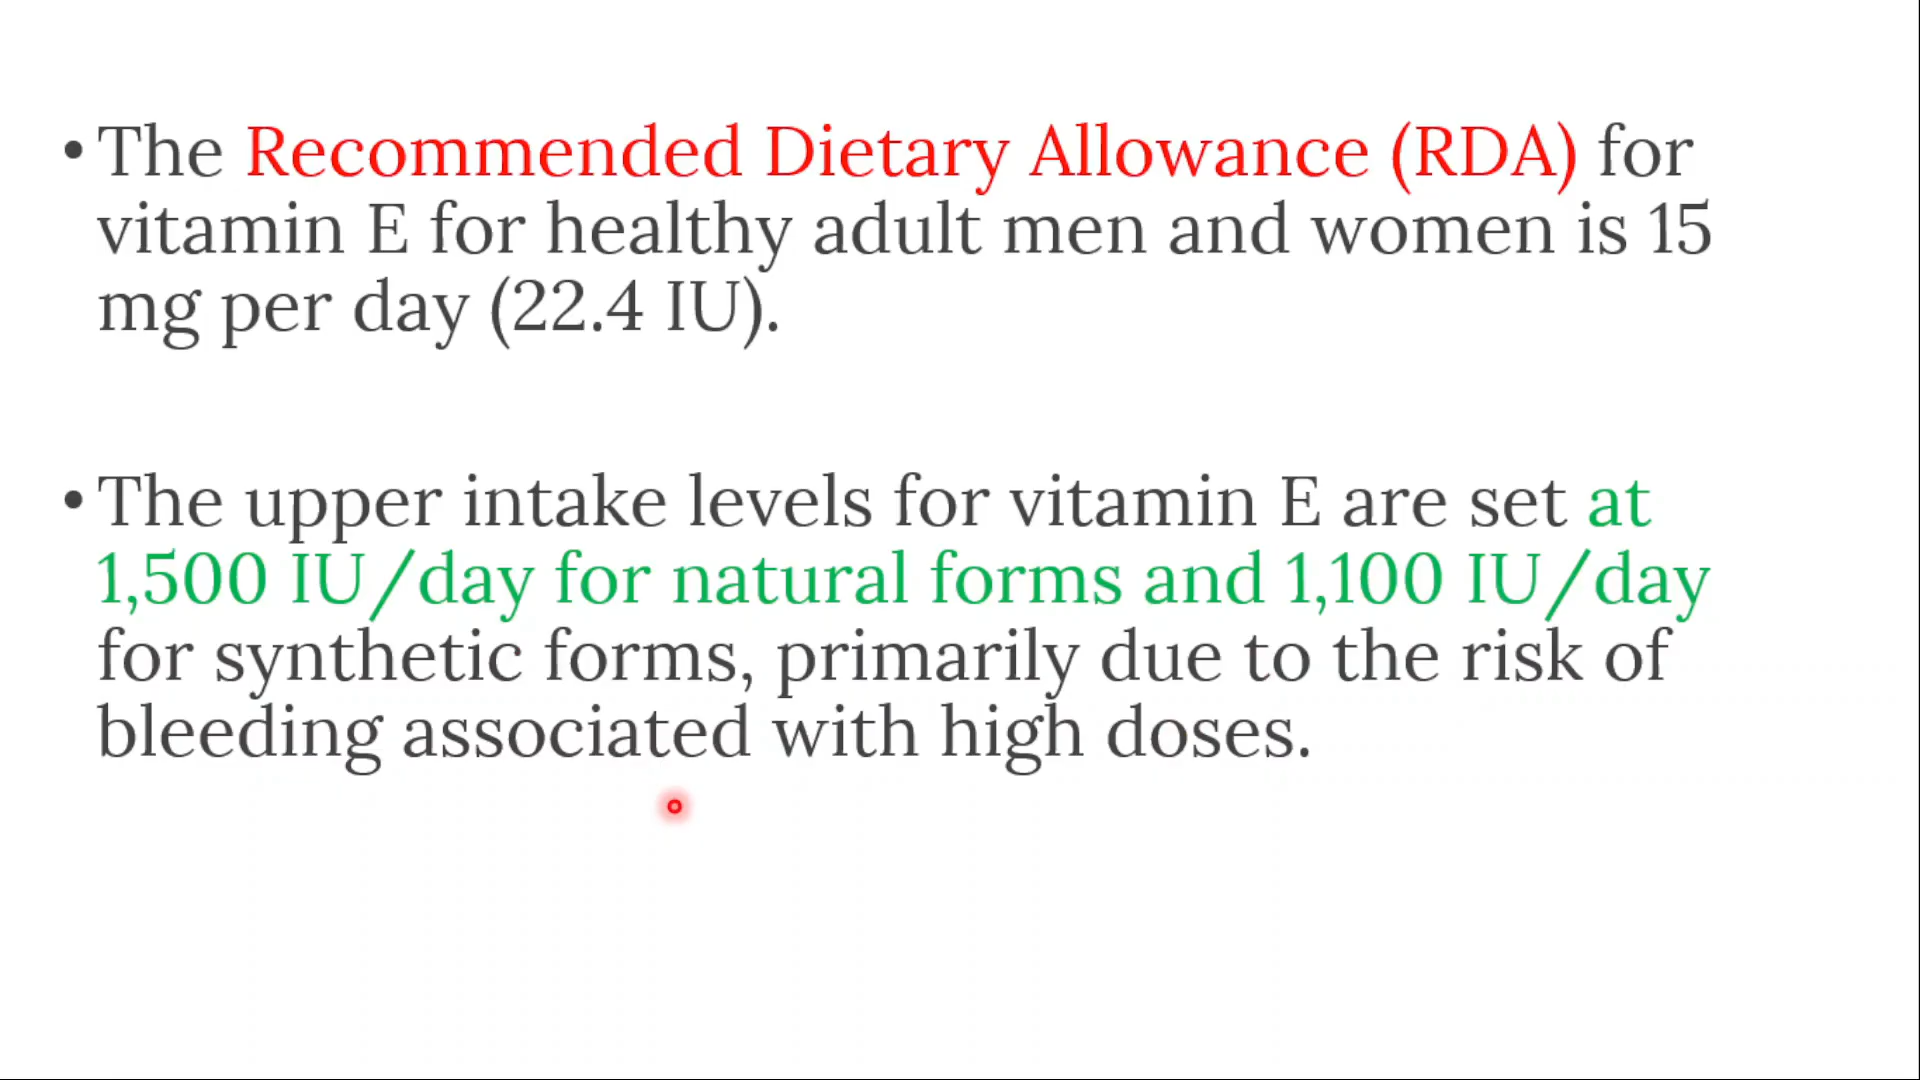 • The Recommended Dietary Allowance (RDA) for
vitamin E for healthy adult men and women is 15
mg per day (22.4 IU).
• The upper intake levels for vitamin E are set at
1,500 IU/day for natural forms and 1,100 IU/day
for synthetic forms, primarily due to the risk of
bleeding associated with high doses.